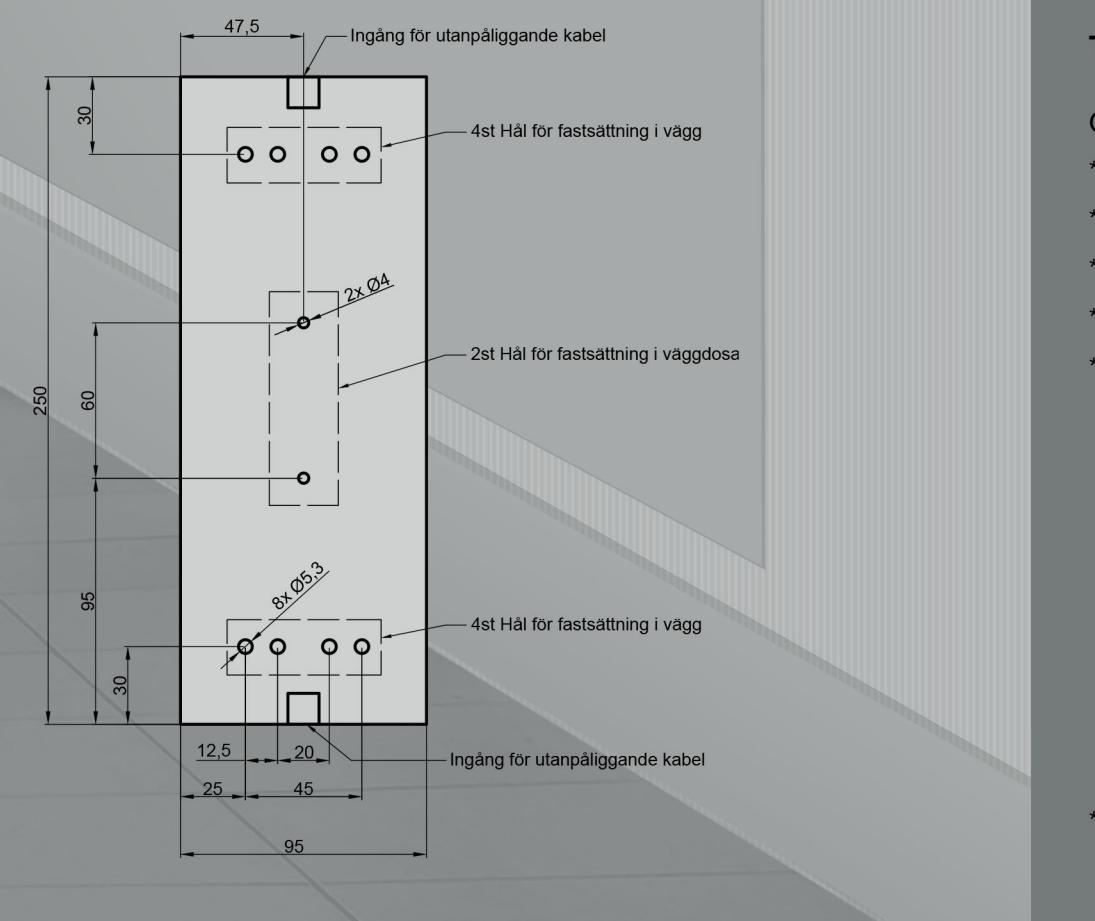 47,5
Ingång för utanpåliggande kabel
30
4st Hål för fastsättning i vägg
2x Ø4
2st Hål för fastsättning i väggdosa
250
60
95
8x Ø5,3
4st Hål för fastsättning i vägg
30
12,5
20
Ingång för utanpåliggande kabel
25
45
95
*
*
*
*
*
*